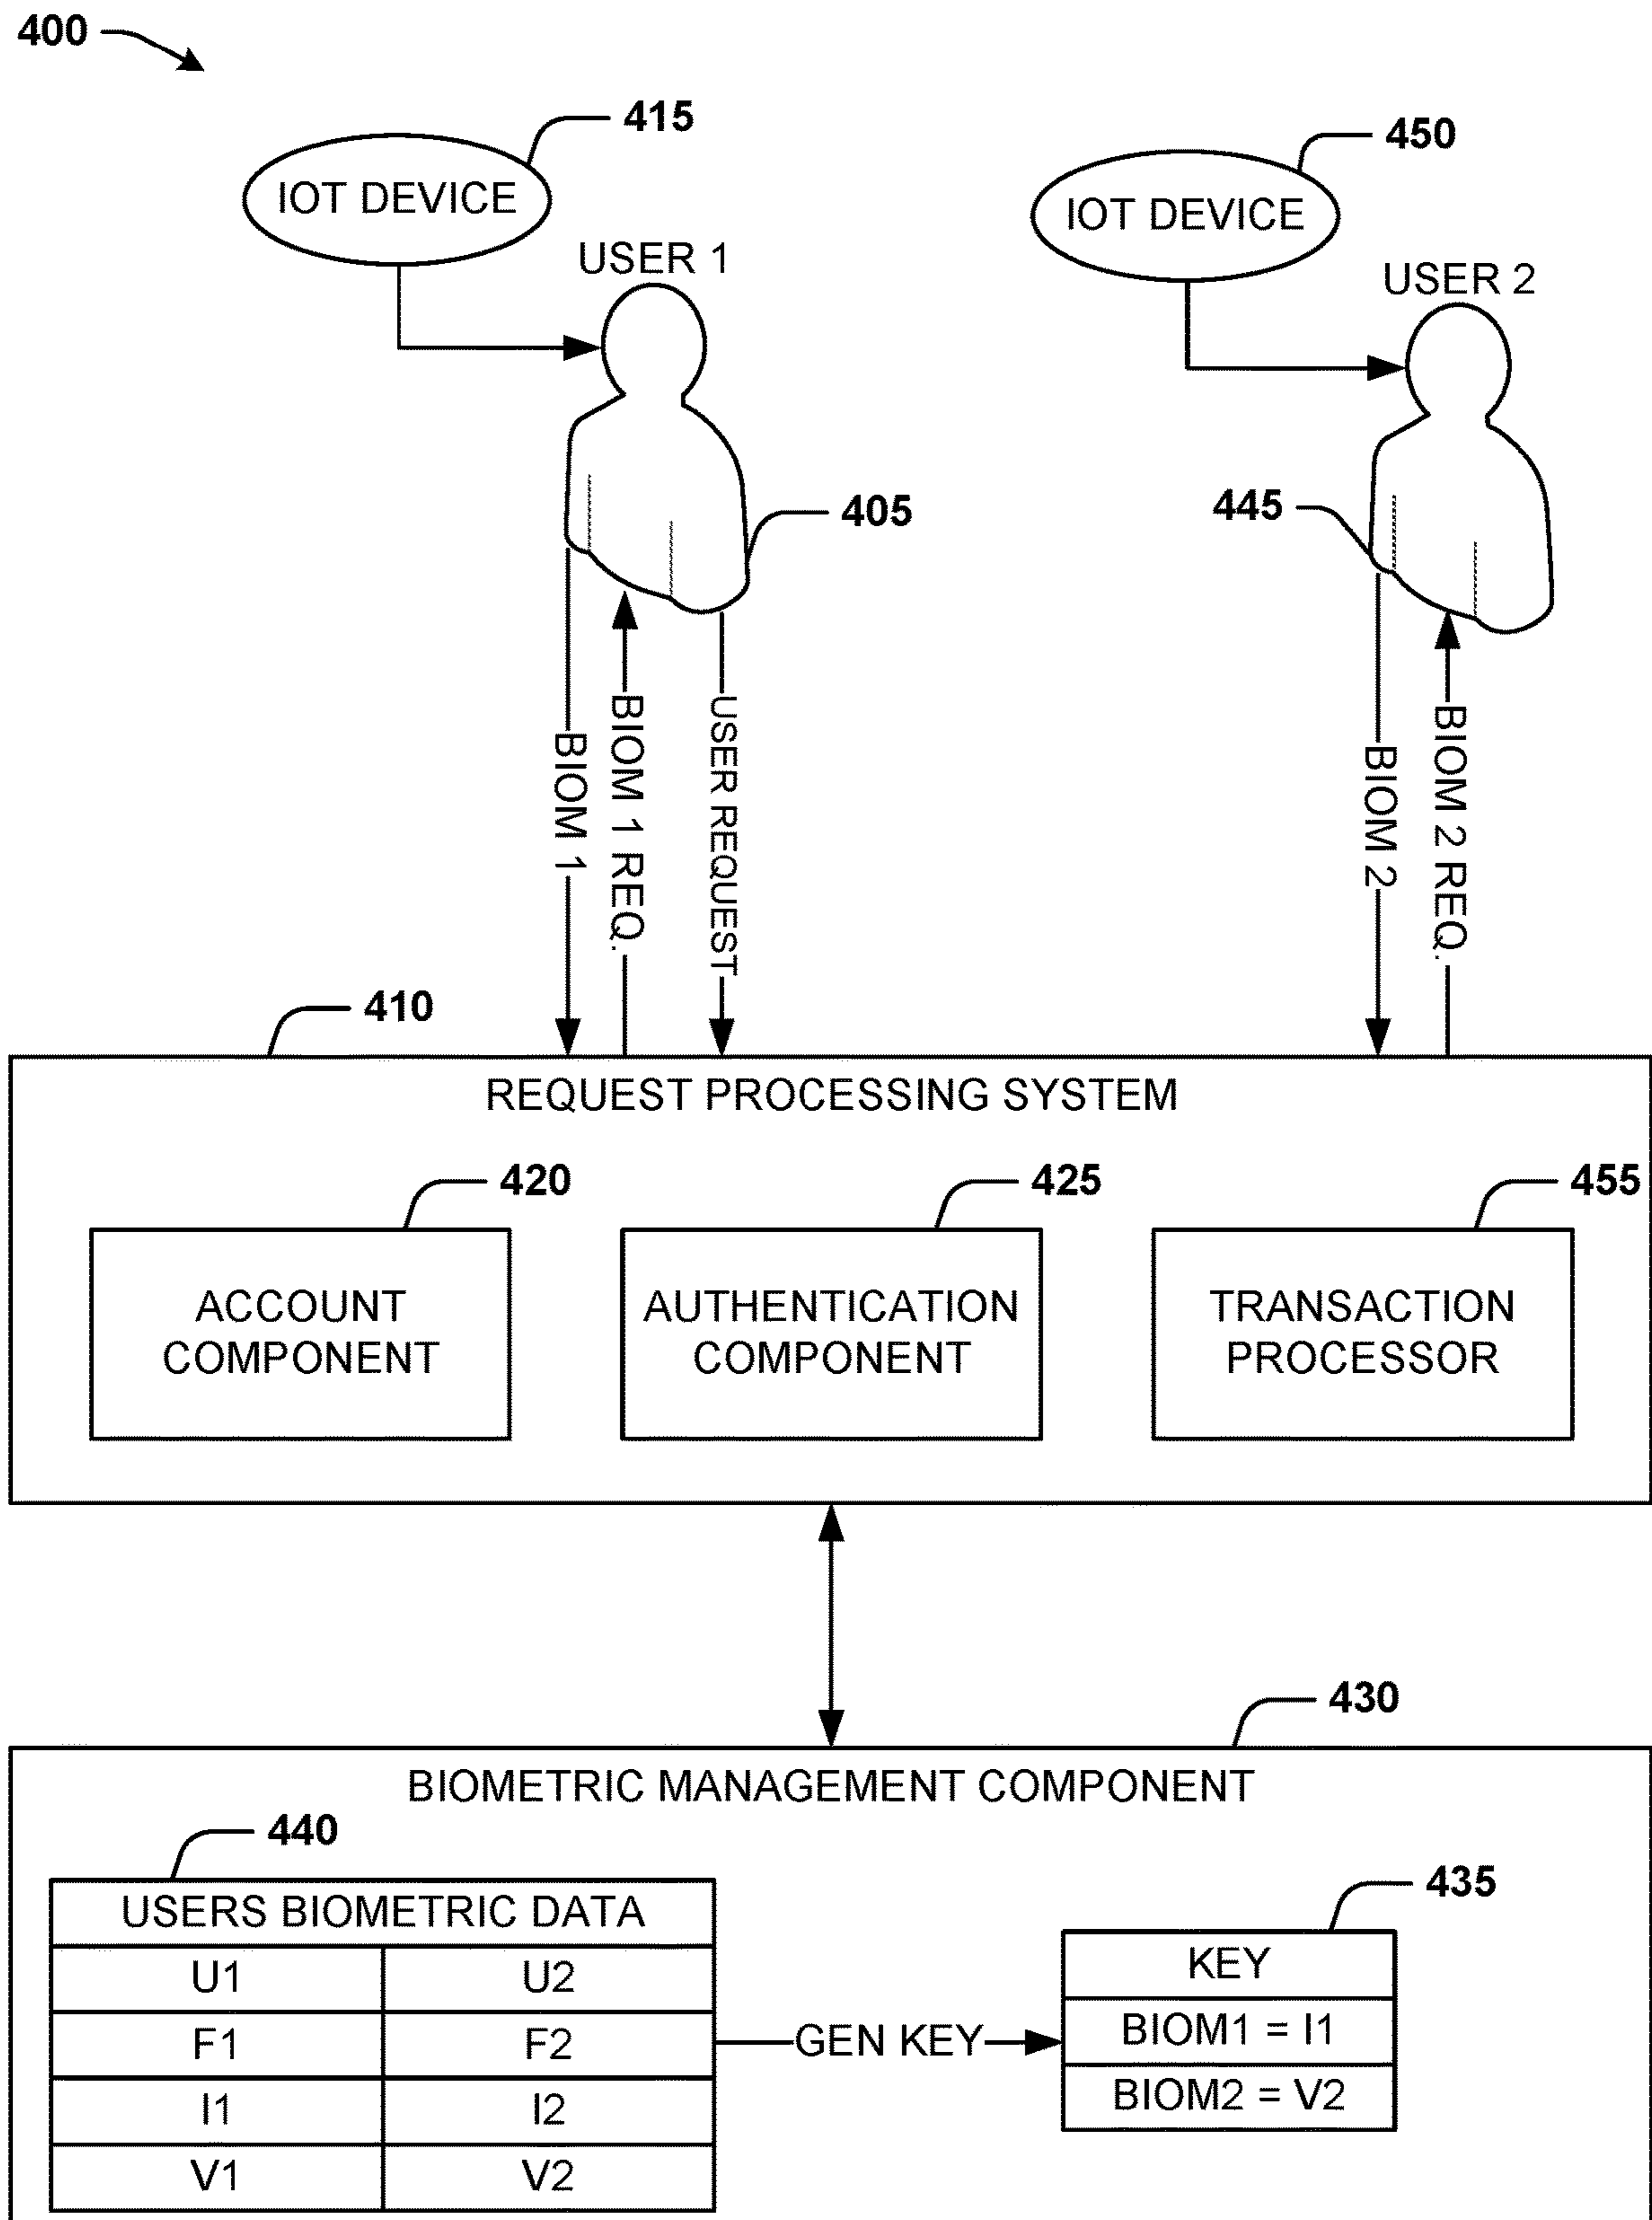 400
415
450
IOT DEVICE
IOT DEVICE
USER 1
USER 2
405
445
BIOM 1
BIOM 1 REQ.
USER REQUEST
BIOM 2
BIOM 2 REQ.
410
REQUEST PROCESSING SYSTEM
420
425
455
ACCOUNT
COMPONENT
AUTHENTICATION
COMPONENT
TRANSACTION
PROCESSOR
430
BIOMETRIC MANAGEMENT COMPONENT
440
435
USERS BIOMETRIC DATA
U1 U2
F1 F2
I1 I2
V1 V2
GEN KEY
KEY
BIOM1 = I1
BIOM2 = V2